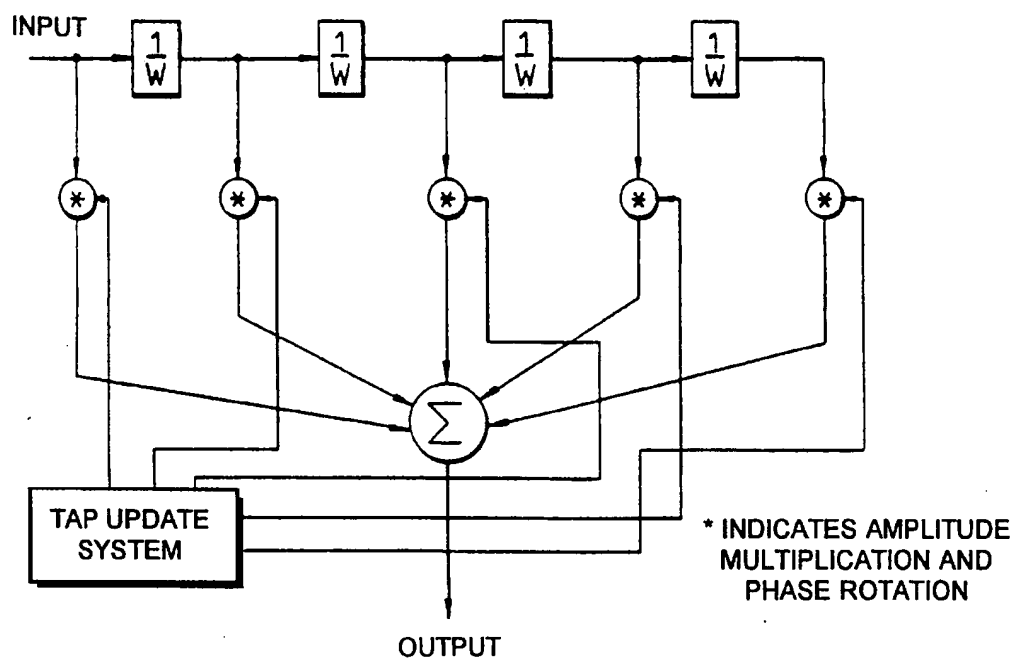 INPUT
1
W
1
W
1
W
1
W
* * * * *
Σ
TAP UPDATE
SYSTEM
* INDICATES AMPLITUDE
MULTIPLICATION AND
PHASE ROTATION
OUTPUT